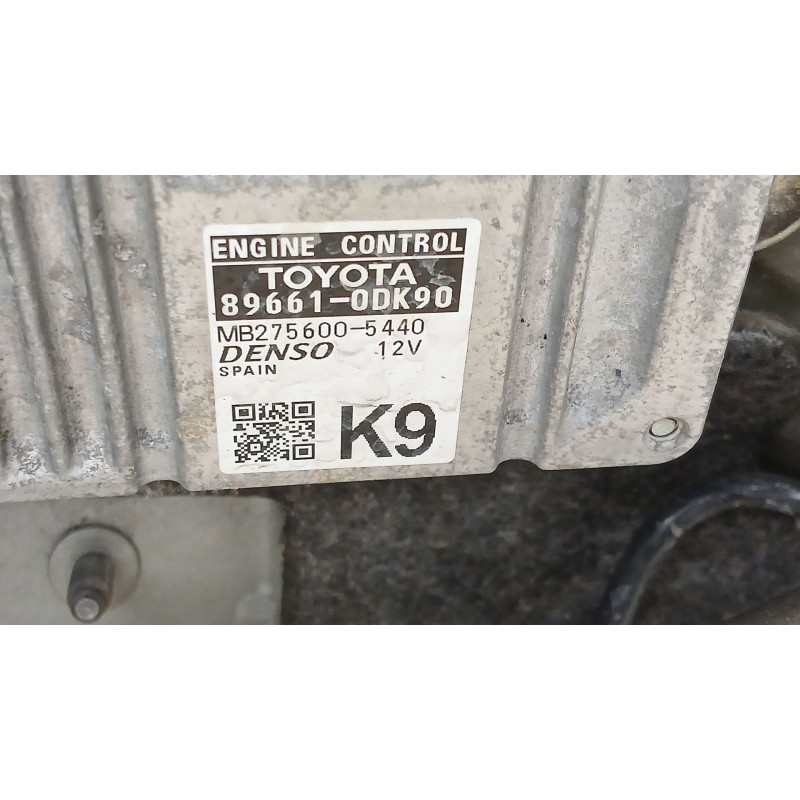 ENGINE CONTROL
TOYOTA
89661-0DK90
MB275600-5440
DENSO 12V
SPAIN
K9